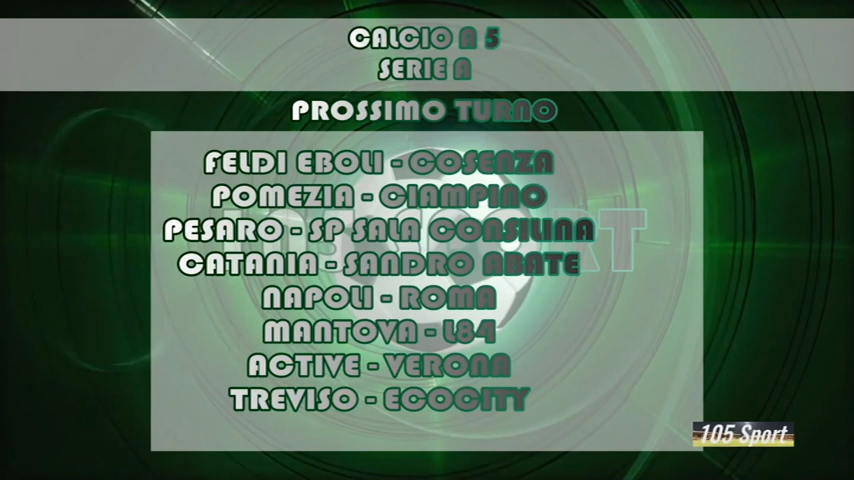 CALCIO A 5
SERIE A
PROSSIMO TURNO
FELDI EBOLI - COSENZA
POMEZIA - CIAMPINO
PESARO - SP SALA CONSILINA
CATANIA - SANDRO ABATE
NAPOLI - ROMA
MANTOVA - L84
ACTIVE - VERONA
TREVISO - ECOCITY
105 Sport